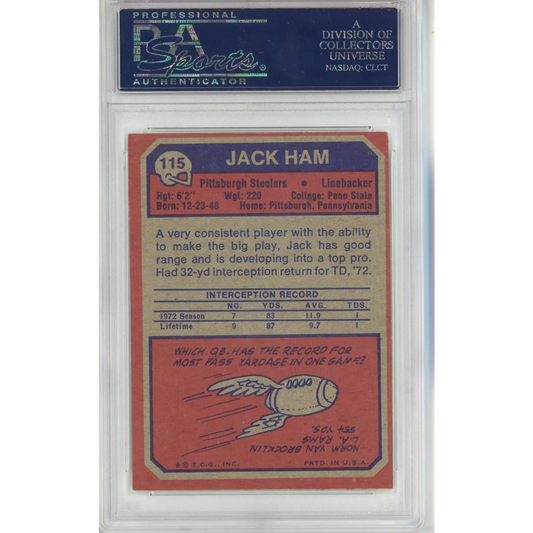 PROFESSIONAL
PSA
Sports
AUTHENTICATOR
A
DIVISION OF
COLLECTORS
UNIVERSE
NASDAQ: CLCT
115
JACK HAM
Pittsburgh Steelers • Linebacker
Hgt: 6'2" Wgt: 220 College: Penn State
Born: 12-23-48 Home: Pittsburgh, Pennsylvania
A very consistent player with the ability
to make the big play, Jack has good
range and is developing into a top pro.
Had 32-yd interception return for TD, '72.
INTERCEPTION RECORD
NO. YDS. AVG. TDS.
1972 Season 7 83 11.9 1
Lifetime 9 87 9.7 1
WHICH QB. HAS THE RECORD FOR
MOST PASS YARDAGE IN ONE GAME?
NORM VAN BROCKLIN
L.A. RAMS
554 YDS.
* © T.C.G., INC. PRTD. IN U.S.A.